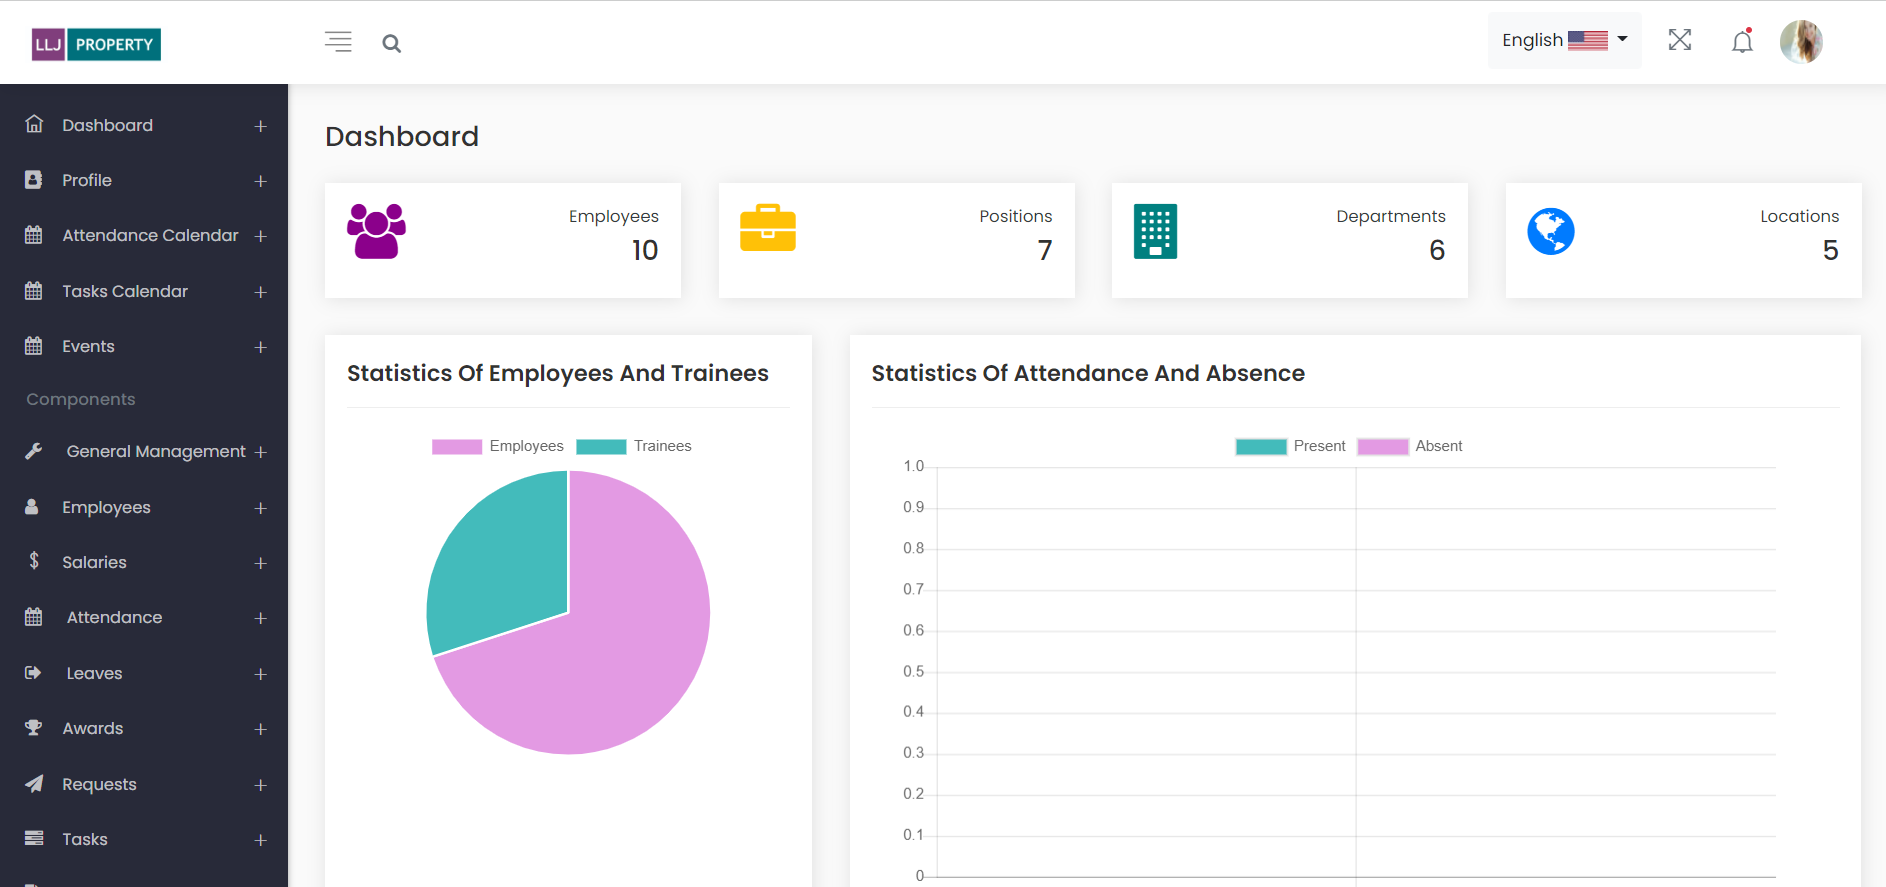 LLJ PROPERTY
English
Dashboard
Profile
Attendance Calendar
Tasks Calendar
Events
Components
General Management
Employees
Salaries
Attendance
Leaves
Awards
Requests
Tasks
Dashboard
Employees
10
Positions
7
Departments
6
Locations
5
Statistics Of Employees And Trainees
Employees Trainees
Statistics Of Attendance And Absence
Present Absent
1.0
0.9
0.8
0.7
0.6
0.5
0.4
0.3
0.2
0.1
0